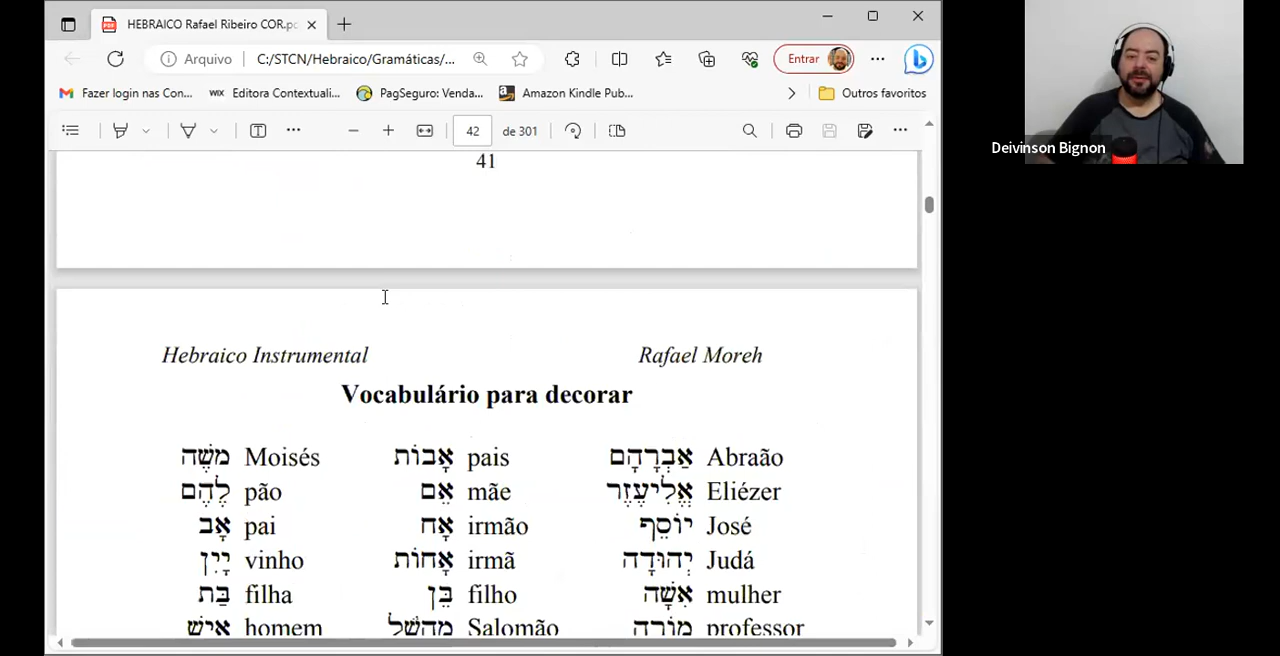 HEBRAICO Rafael Ribeiro COR.pc
Arquivo
C:/STCN/Hebraico/Gramáticas/...
Entrar
Fazer login nas Con...
WIX Editora Contextuali...
PagSeguro: Venda...
Amazon Kindle Pub...
Outros favoritos
42 de 301
Deivinson Bignon
41
Hebraico Instrumental
Rafael Moreh
Vocabulário para decorar
מֹשֶׁה Moisés אָבוֹת pais אַבְרָהָם Abraão
לֶהֶם pão אֵם mãe אֱלִיעֶזֶר Eliézer
אָב pai אָח irmão יוֹסֵף José
יַיִן vinho אָחוֹת irmã יְהוּדָה Judá
בַּת filha בֵּן filho אִשָּׁה mulher
אִישׁ homem Salomão מוֹרֶה professor